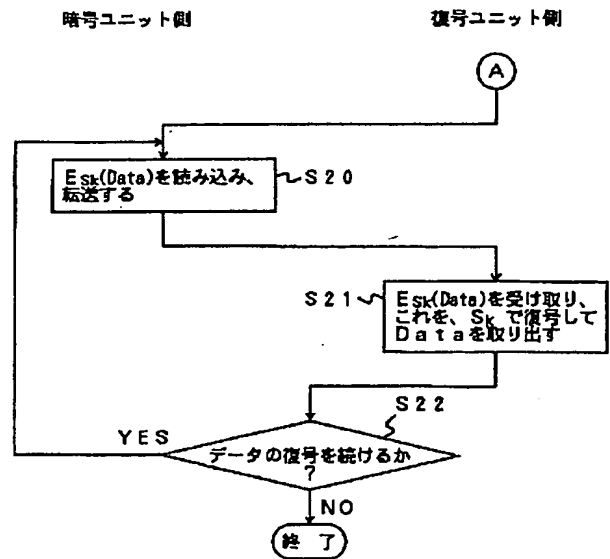 暗号ユニット側
復号ユニット側
A
ESk(Data)を読み込み、
転送する
S20
S21
ESk(Data)を受け取り、
これを、Skで復号して
Dataを取り出す
S22
YES
データの復号を続けるか
?
NO
終了